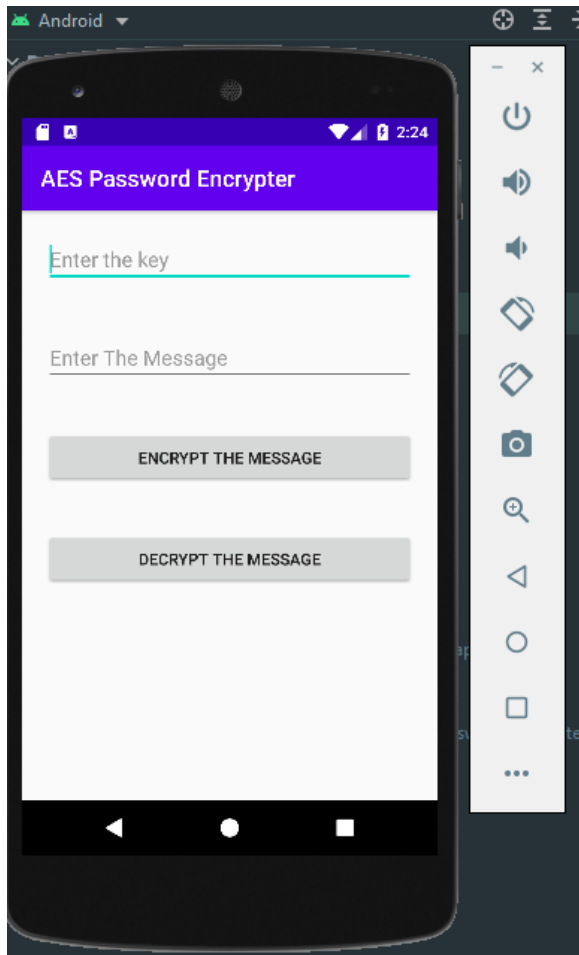 Android
2:24
AES Password Encrypter
Enter the key
Enter The Message
ENCRYPT THE MESSAGE
DECRYPT THE MESSAGE